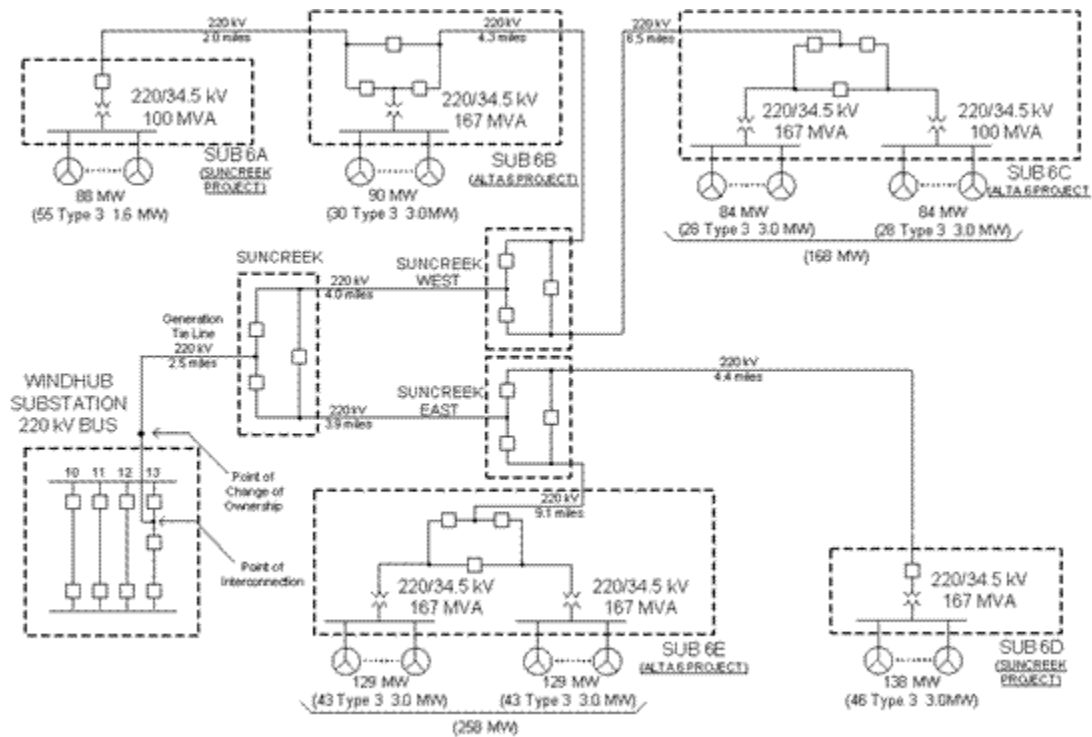 220 kV
2.0 miles
220 kV
4.3 miles
220 kV
6.5 miles
220/34.5 kV
100 MVA
SUB 6A
(SUNCREEK
PROJECT)
88 MW
(55 Type 3 1.6 MW)
220/34.5 kV
167 MVA
SUB 6B
(ALTA 6 PROJECT)
90 MW
(30 Type 3 3.0MW)
220/34.5 kV
167 MVA
220/34.5 kV
100 MVA
SUB 6C
(ALTA 6 PROJECT
84 MW
(28 Type 3 3.0 MW)
84 MW
(28 Type 3 3.0 MW)
(168 MW)
SUNCREEK
220 kV
4.0 miles
SUNCREEK
WEST
Generation
Tie Line
220 kV
2.5 miles
220 kV
3.9 miles
SUNCREEK
EAST
220 kV
4.4 miles
WINDHUB
SUBSTATION
220 kV BUS
10 11 12 13
Point of
Change of
Ownership
Point of
Interconnection
220 kV
9.1 miles
220/34.5 kV
167 MVA
220/34.5 kV
167 MVA
SUB 6E
(ALTA 6 PROJECT)
129 MW
(43 Type 3 3.0 MW)
129 MW
(43 Type 3 3.0 MW)
(258 MW)
220/34.5 kV
167 MVA
SUB 6D
(SUNCREEK
PROJECT)
138 MW
(46 Type 3 3.0MW)